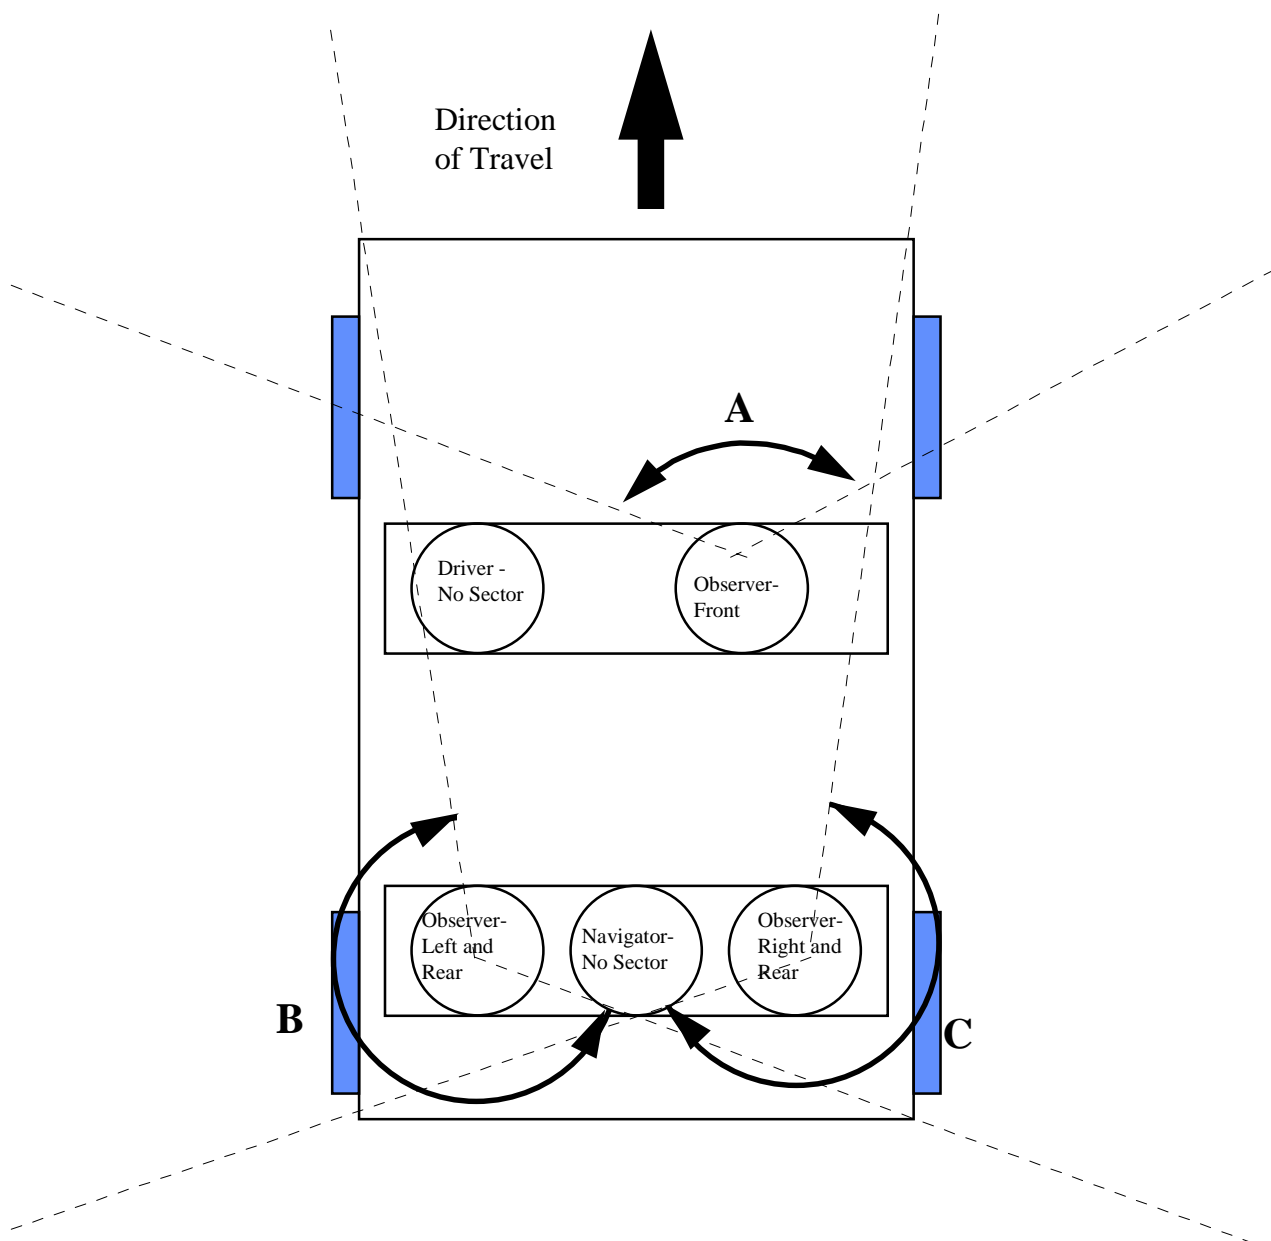 Direction
of Travel
A
Driver -
No Sector
Observer-
Front
Observer-
Left and
Rear
Navigator-
No Sector
Observer-
Right and
Rear
B
C